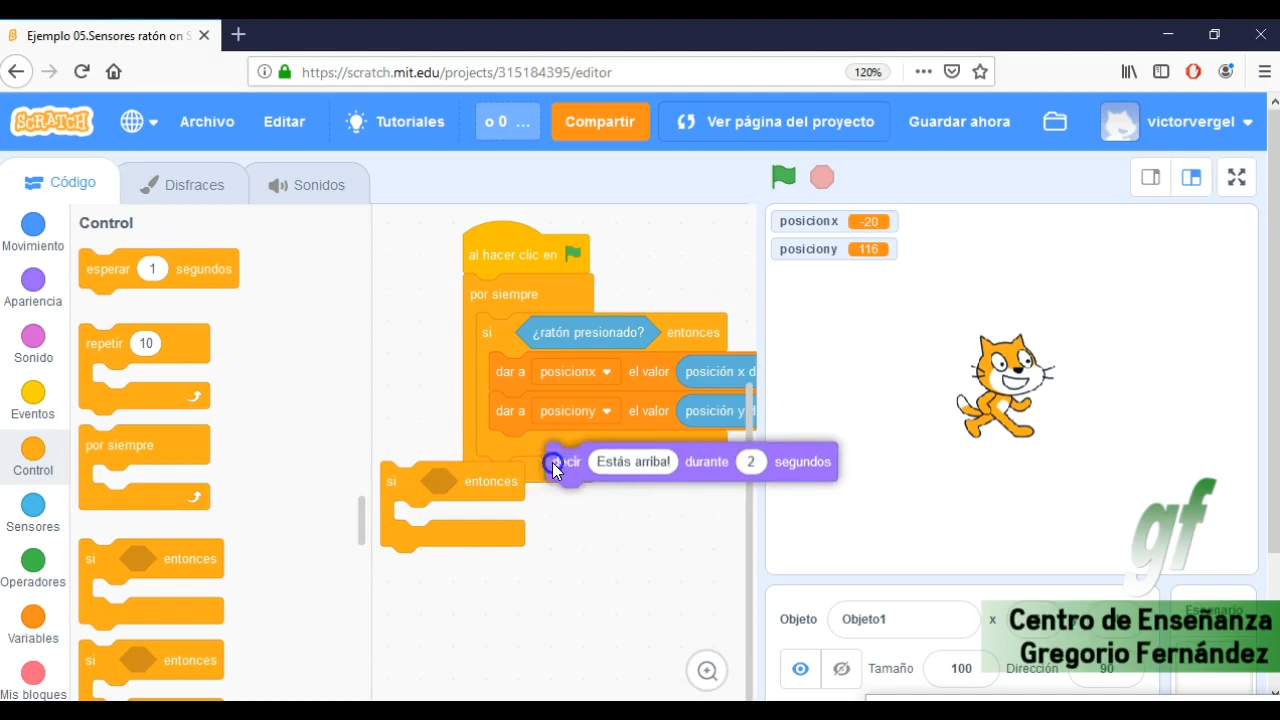 Ejemplo 05.Sensores ratón on S
https://scratch.mit.edu/projects/315184395/editor
120%
SCRATCH
Archivo
Editar
Tutoriales
o 0 ...
Compartir
Ver página del proyecto
Guardar ahora
victorvergel
Código
Disfraces
Sonidos
Movimiento
Apariencia
Sonido
Eventos
Control
Sensores
Operadores
Variables
Mis bloques
Control
esperar 1 segundos
repetir 10
por siempre
si entonces
si entonces
al hacer clic en
por siempre
si ¿ratón presionado? entonces
dar a posicionx el valor posición x d
dar a posiciony el valor posición y d
decir Estás arriba! durante 2 segundos
si entonces
posicionx -20
posiciony 116
gf
Objeto Objeto1 x
Escenario
Tamaño 100 Dirección 90
Centro de Enseñanza
Gregorio Fernández